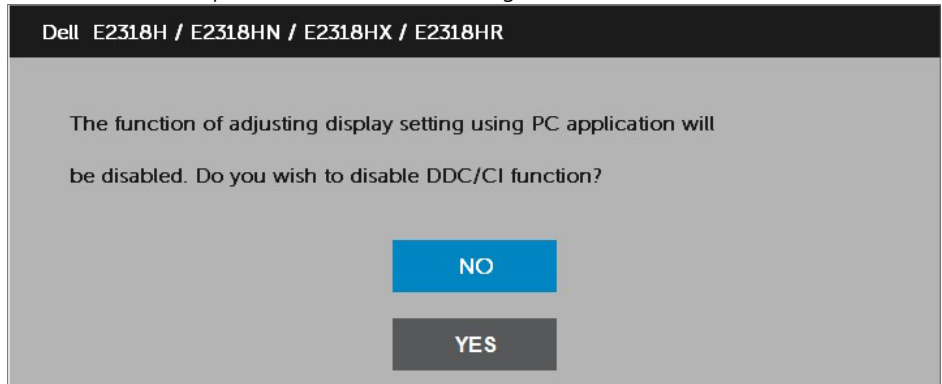 Dell E2318H / E2318HN / E2318HX / E2318HR
The function of adjusting display setting using PC application will
be disabled. Do you wish to disable DDC/CI function?
NO
YES